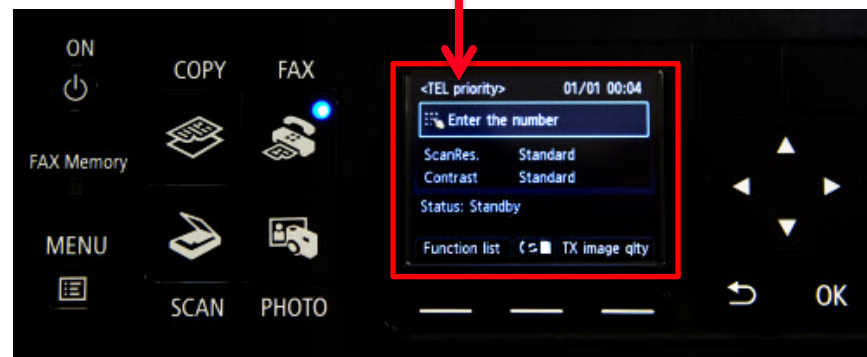 ON
COPY
FAX
FAX Memory
MENU
SCAN
PHOTO
<TEL priority>
01/01 00:04
Enter the number
ScanRes. Standard
Contrast Standard
Status: Standby
Function list
TX image qlty
OK